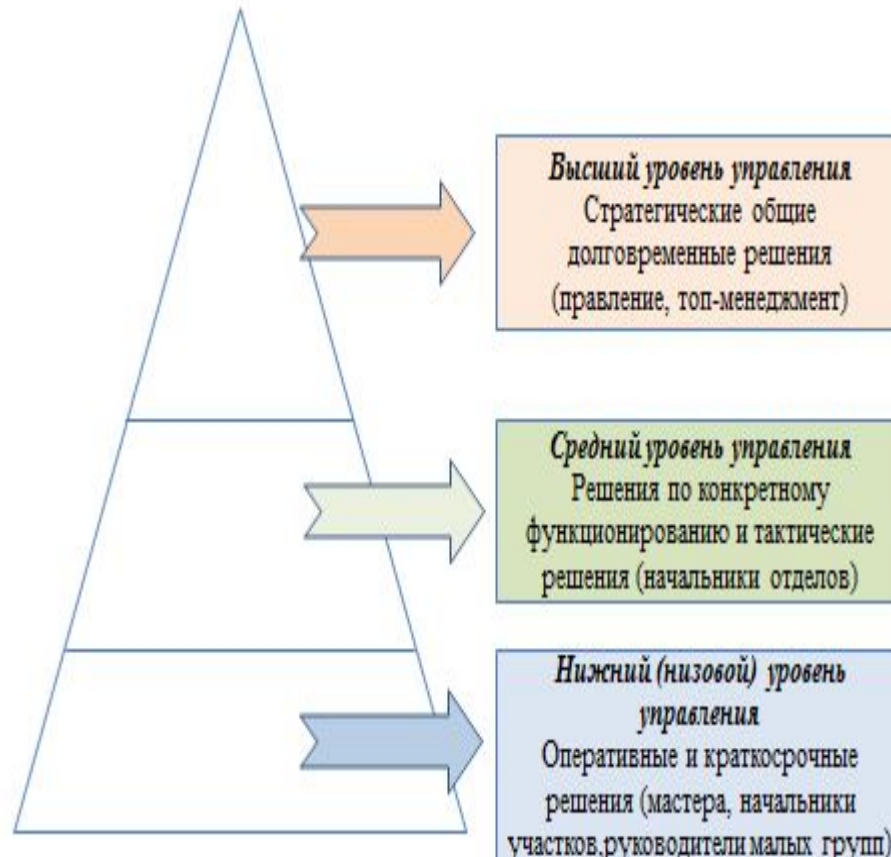 Высший уровень управления
Стратегические общие
долговременные решения
(правление, топ-менеджмент)
Средний уровень управления
Решения по конкретному
функционированию и тактические
решения (начальники отделов)
Нижний (низовой) уровень
управления
Оперативные и краткосрочные
решения (мастера, начальники
участков,руководители малых групп)